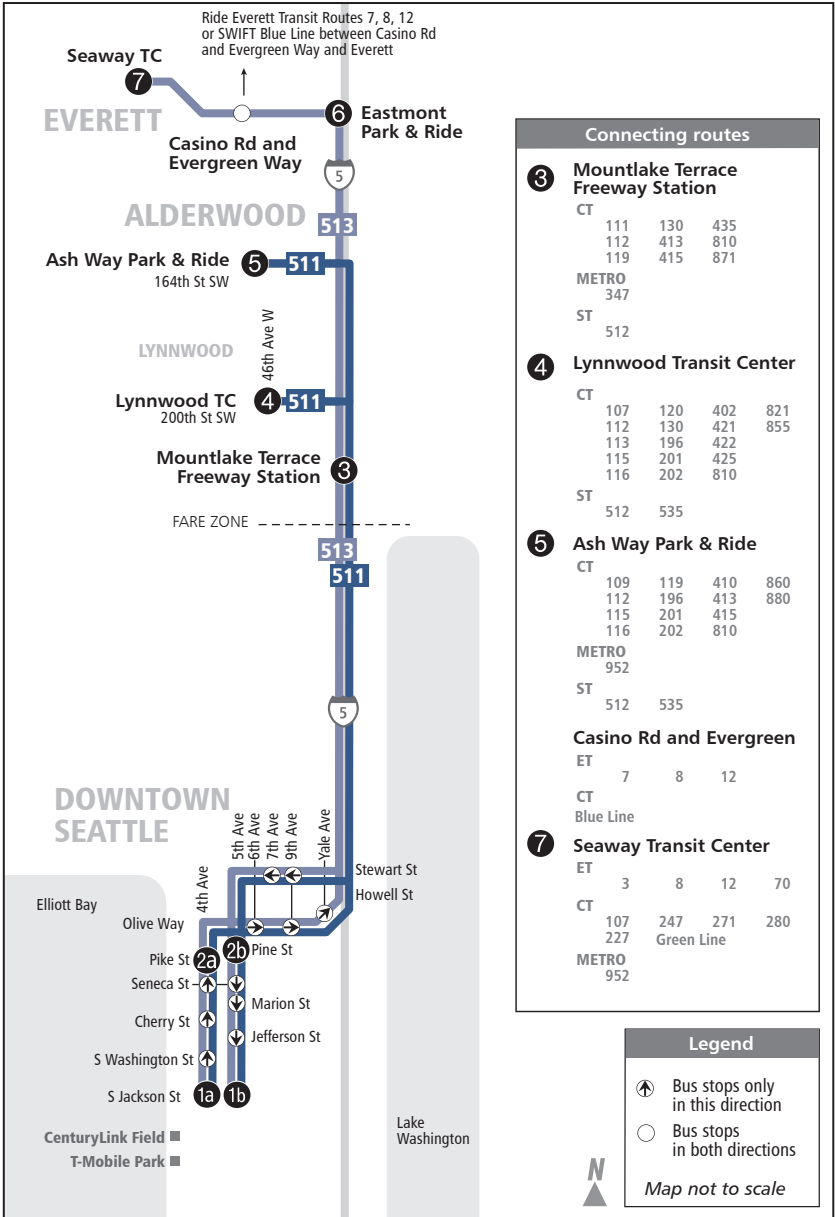 Ride Everett Transit Routes 7, 8, 12
or SWIFT Blue Line between Casino Rd
and Evergreen Way and Everett
Seaway TC
7
EVERETT
6
Eastmont
Park & Ride
Casino Rd and
Evergreen Way
5
ALDERWOOD
513
Ash Way Park & Ride
5
511
164th St SW
46th Ave W
LYNNWOOD
Lynnwood TC
4
511
200th St SW
Mountlake Terrace
Freeway Station
3
FARE ZONE
513
511
5
DOWNTOWN
SEATTLE
4th Ave
5th Ave
6th Ave
7th Ave
9th Ave
Yale Ave
Stewart St
Howell St
Elliott Bay
Olive Way
Pike St
2a
2b
Pine St
Seneca St
Marion St
Cherry St
Jefferson St
S Washington St
S Jackson St
1a
1b
CenturyLink Field
T-Mobile Park
Lake
Washington
N
Connecting routes
3
Mountlake Terrace
Freeway Station
CT
111 130 435
112 413 810
119 415 871
METRO
347
ST
512
4
Lynnwood Transit Center
CT
107 120 402 821
112 130 421 855
113 196 422
115 201 425
116 202 810
ST
512 535
5
Ash Way Park & Ride
CT
109 119 410 860
112 196 413 880
115 201 415
116 202 810
METRO
952
ST
512 535
Casino Rd and Evergreen
ET
7 8 12
CT
Blue Line
7
Seaway Transit Center
ET
3 8 12 70
CT
107 247 271 280
227 Green Line
METRO
952
Legend
Bus stops only
in this direction
Bus stops
in both directions
Map not to scale